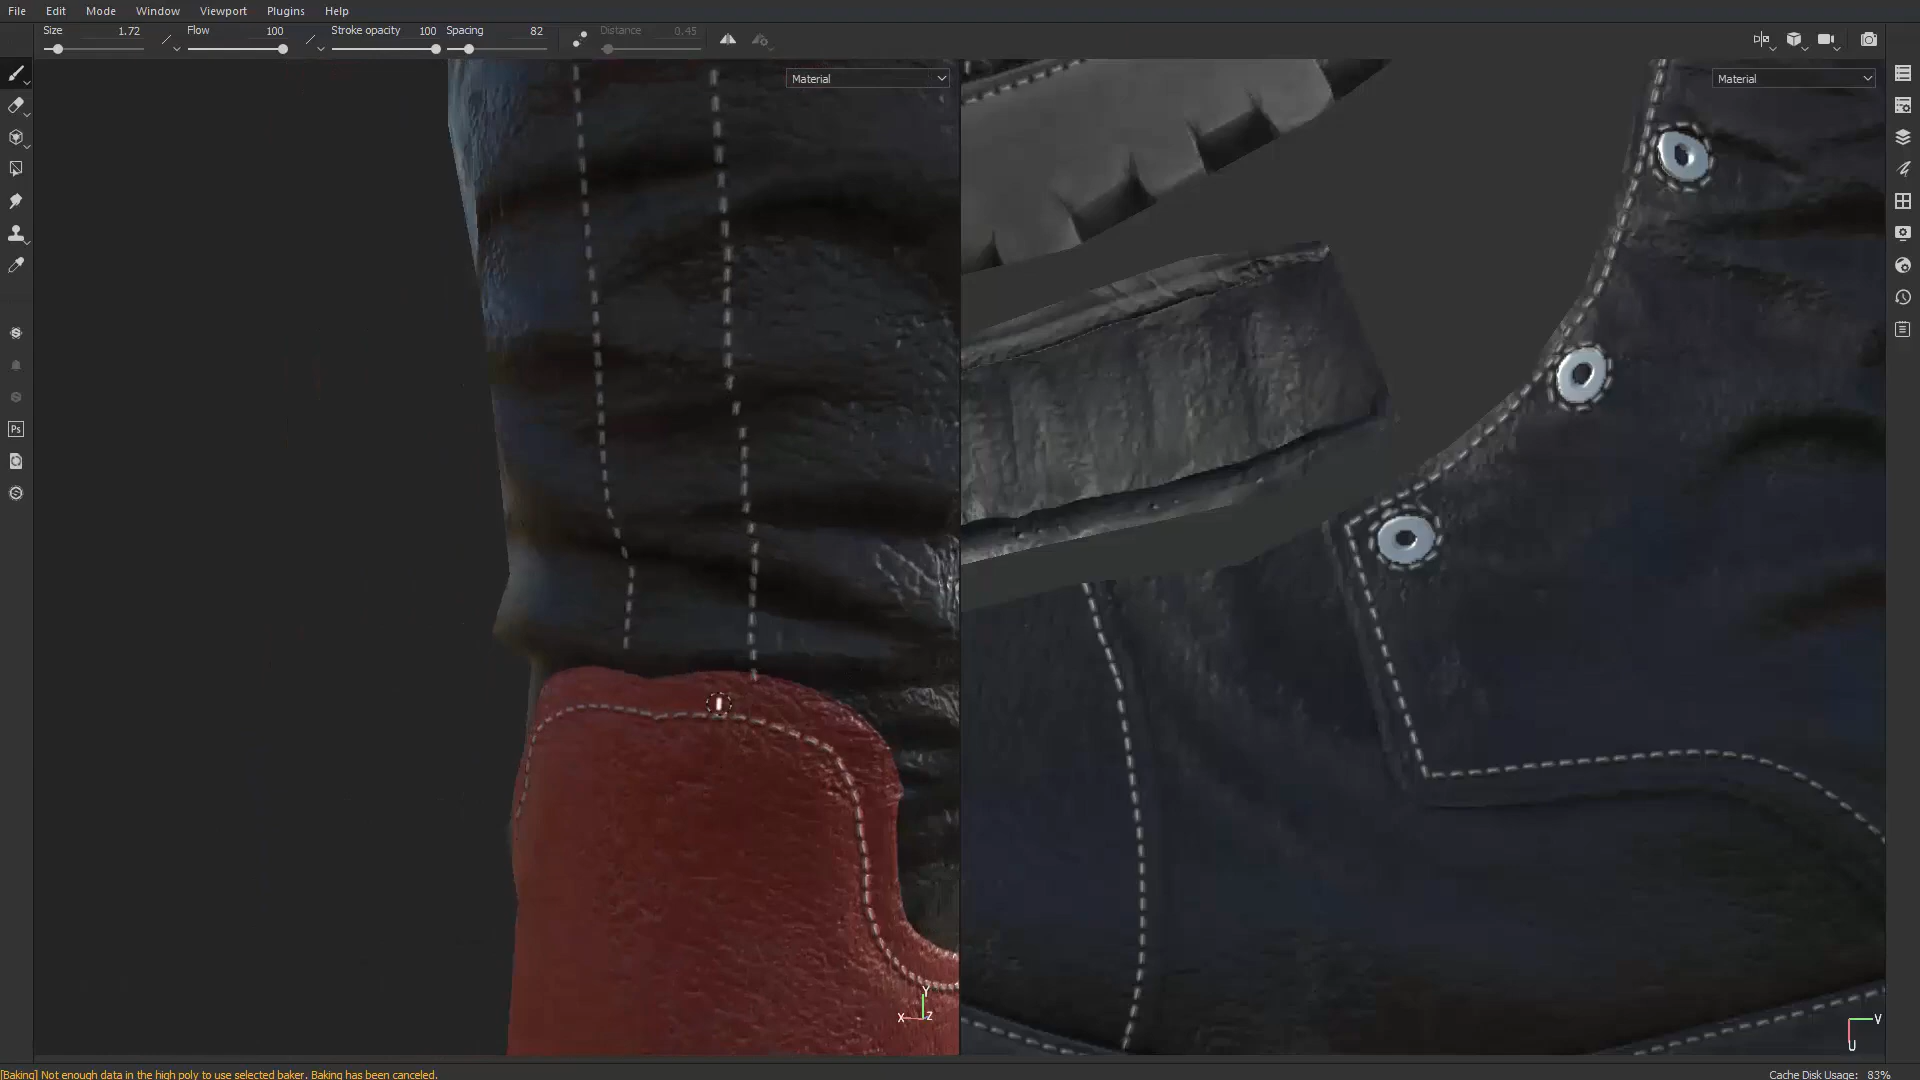 File Edit Mode Window Viewport Plugins Help
Size 1.72 Flow 100 Stroke opacity 100 Spacing 82 Distance 0.45
Material Material
Ps
Y
X Z
V
U
[Baking] Not enough data in the high poly to use selected baker. Baking has been canceled. Cache Disk Usage: 83%